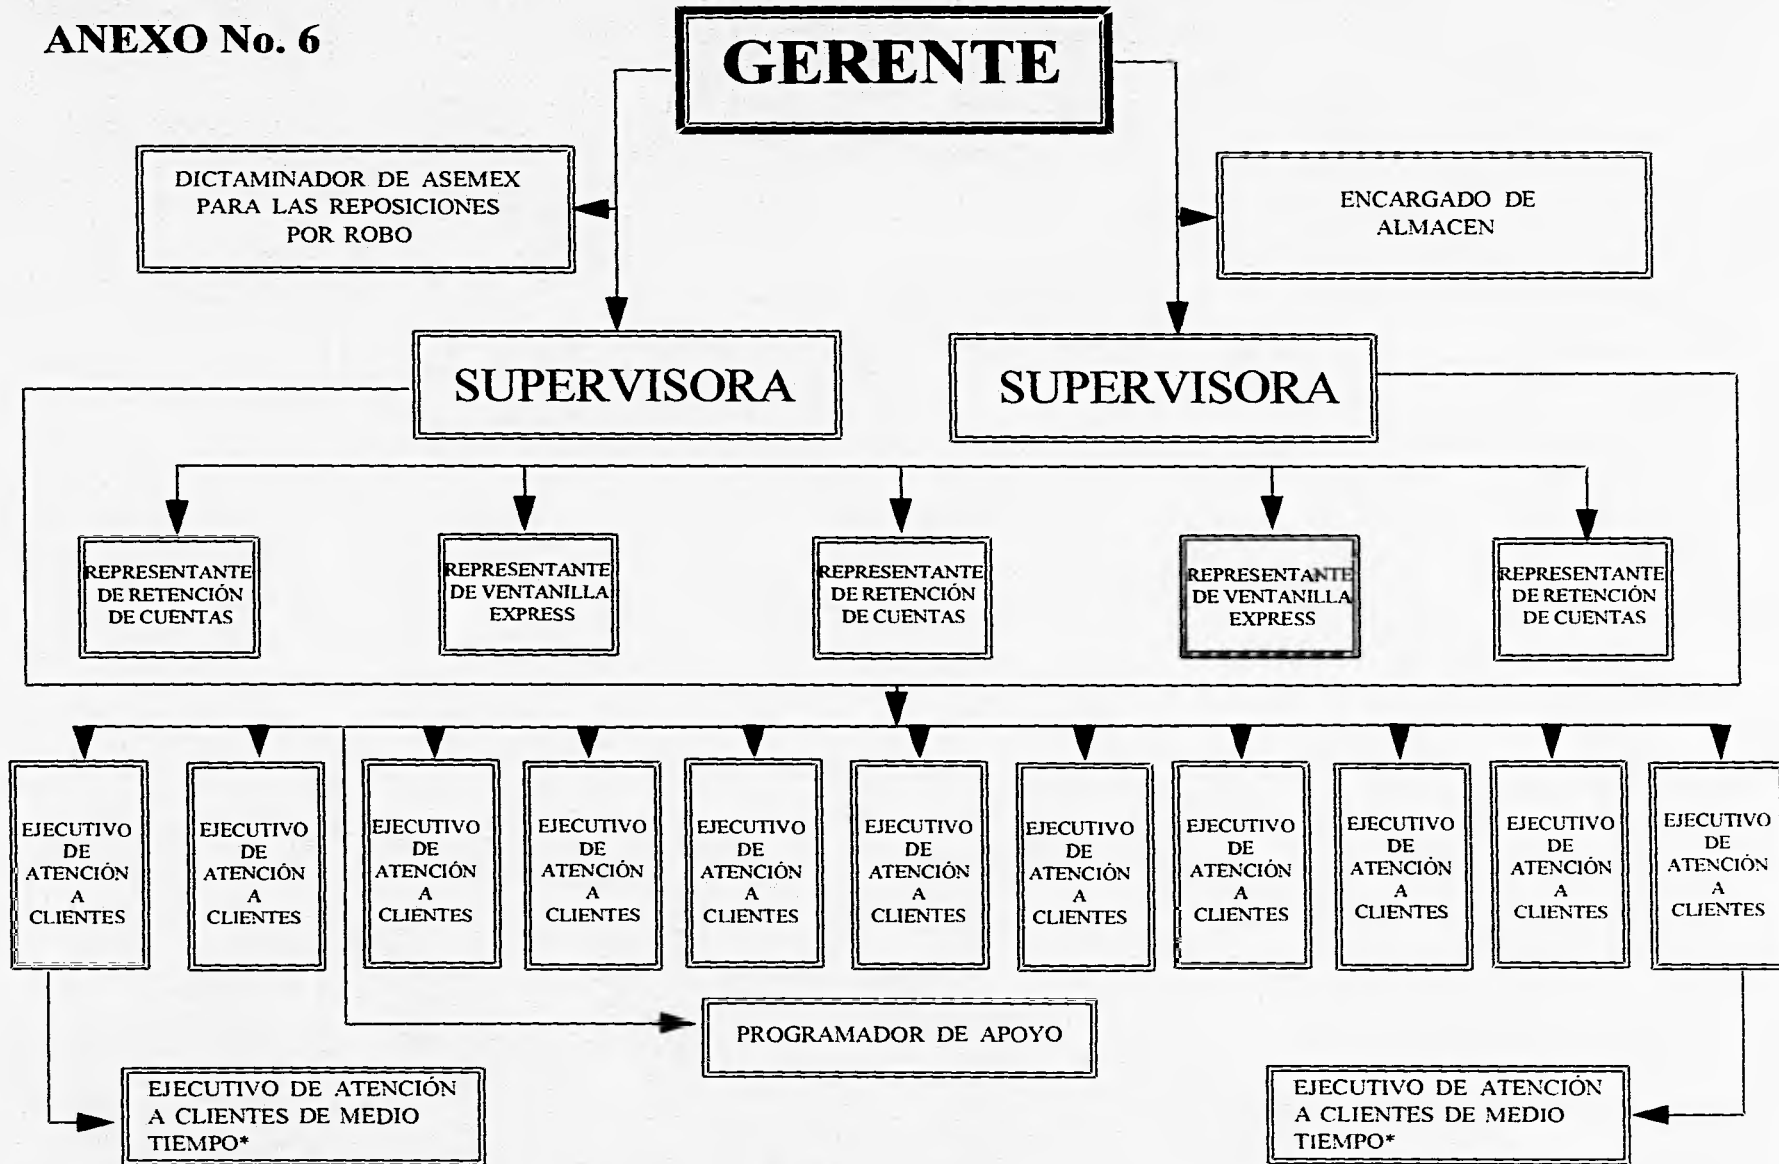 ANEXO No. 6
GERENTE
DICTAMINADOR DE ASEMEX
PARA LAS REPOSICIONES
POR ROBO
ENCARGADO DE
ALMACEN
SUPERVISORA
SUPERVISORA
REPRESENTANTE
DE RETENCIÓN
DE CUENTAS
REPRESENTANTE
DE VENTANILLA
EXPRESS
REPRESENTANTE
DE RETENCIÓN
DE CUENTAS
REPRESENTANTE
DE VENTANILLA
EXPRESS
REPRESENTANTE
DE RETENCIÓN
DE CUENTAS
EJECUTIVO
DE
ATENCIÓN
A
CLIENTES
EJECUTIVO
DE
ATENCIÓN
A
CLIENTES
EJECUTIVO
DE
ATENCIÓN
A
CLIENTES
EJECUTIVO
DE
ATENCIÓN
A
CLIENTES
EJECUTIVO
DE
ATENCIÓN
A
CLIENTES
EJECUTIVO
DE
ATENCIÓN
A
CLIENTES
EJECUTIVO
DE
ATENCIÓN
A
CLIENTES
EJECUTIVO
DE
ATENCIÓN
A
CLIENTES
EJECUTIVO
DE
ATENCIÓN
A
CLIENTES
EJECUTIVO
DE
ATENCIÓN
A
CLIENTES
EJECUTIVO
DE
ATENCIÓN
A
CLIENTES
PROGRAMADOR DE APOYO
EJECUTIVO DE ATENCIÓN
A CLIENTES DE MEDIO
TIEMPO*
EJECUTIVO DE ATENCIÓN
A CLIENTES DE MEDIO
TIEMPO*